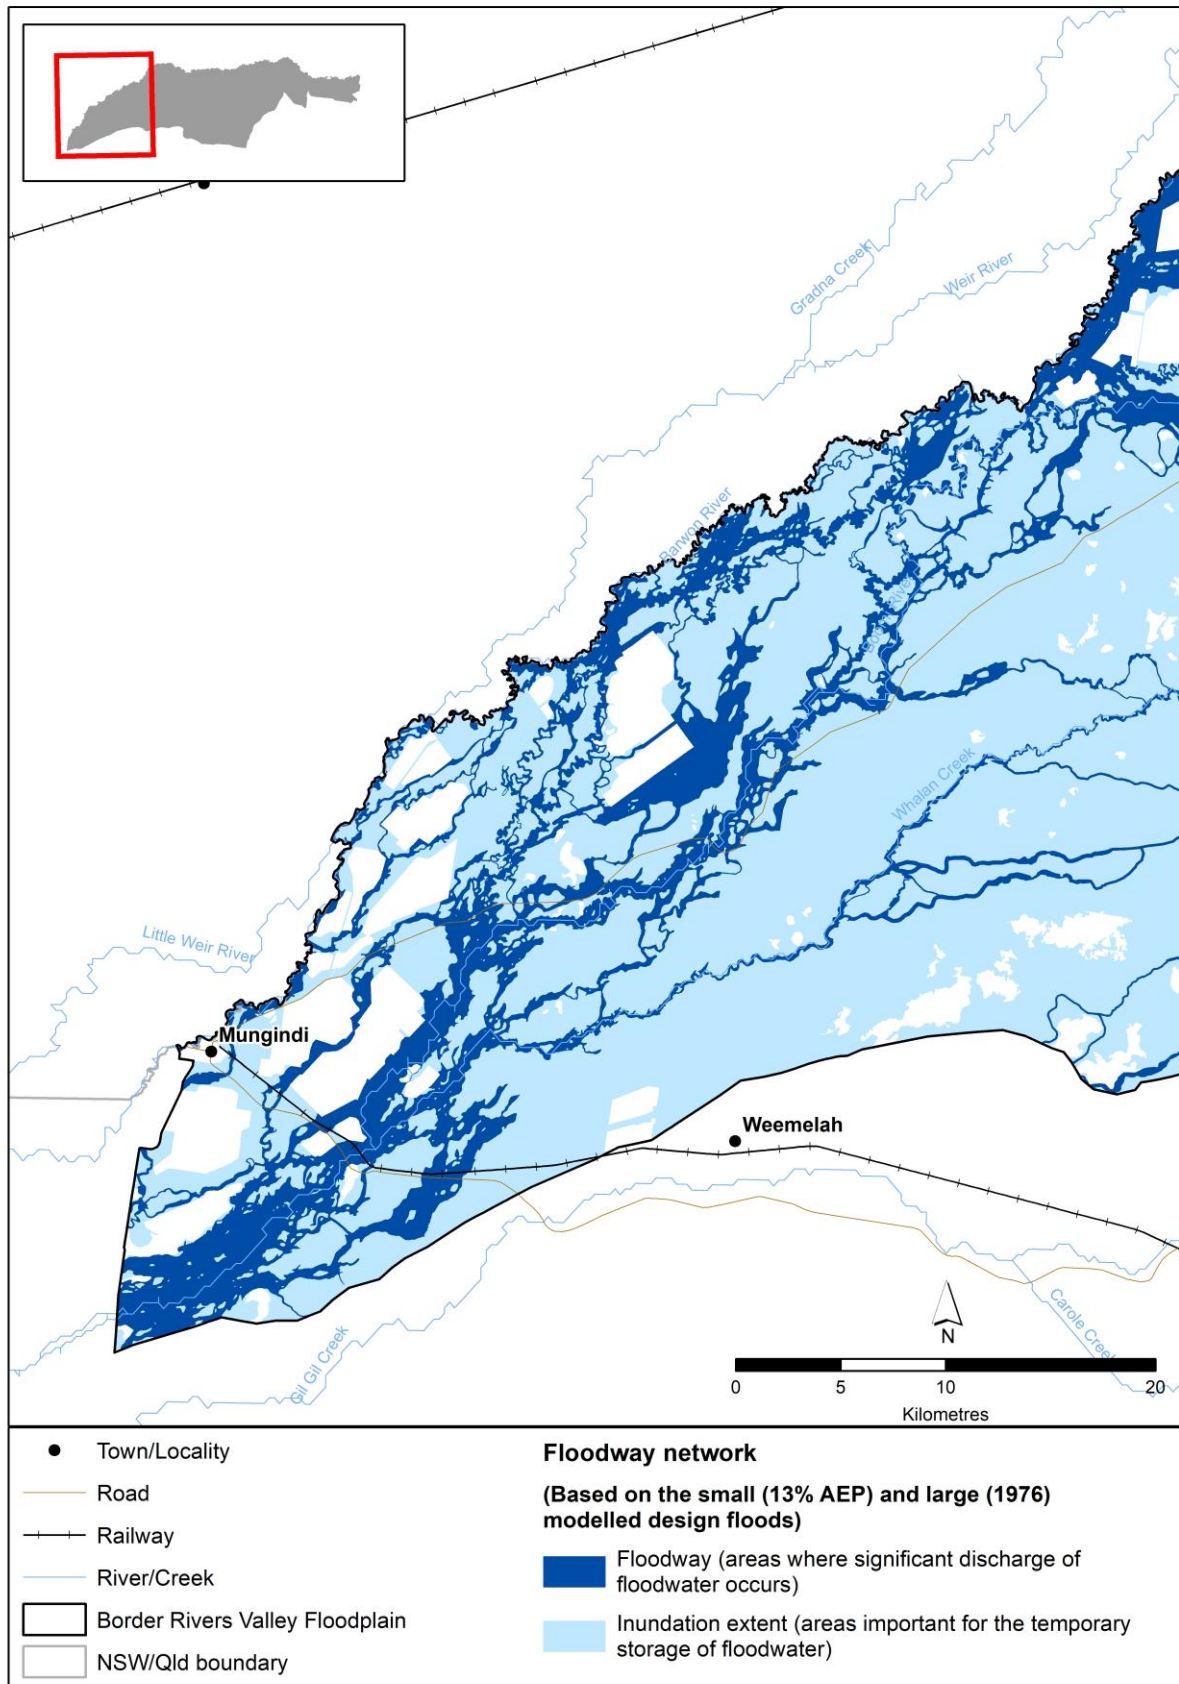 Gradna Creek
Weir River
Barwon River
Boomi River
Whalan Creek
Little Weir River
Mungindi
Weemelah
Gil Gil Creek
Carole Creek
N
0 5 10 20
Kilometres
Town/Locality
Road
Railway
River/Creek
Border Rivers Valley Floodplain
NSW/Qld boundary
Floodway network
(Based on the small (13% AEP) and large (1976)
modelled design floods)
Floodway (areas where significant discharge of
floodwater occurs)
Inundation extent (areas important for the temporary
storage of floodwater)